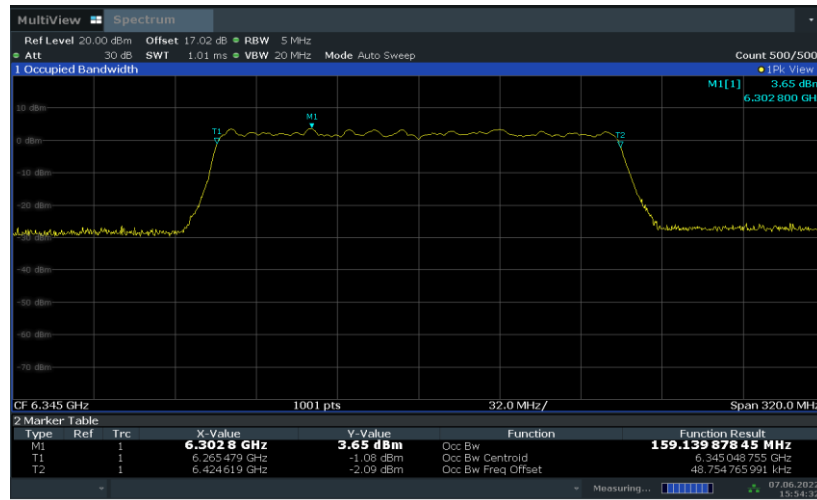 MultiView Spectrum
Ref Level 20.00 dBm Offset 17.02 dB RBW 5 MHz
Att 30 dB SWT 1.01 ms VBW 20 MHz Mode Auto Sweep Count 500/500
1 Occupied Bandwidth 1Pk View
M1[1] 3.65 dBm
6.302 800 GH
10 dBm
M1
T1
T2
0 dBm
-10 dBm
-20 dBm
-30 dBm
-40 dBm
-50 dBm
-60 dBm
-70 dBm
CF 6.345 GHz 1001 pts 32.0 MHz/ Span 320.0 MHz
2 Marker Table
Type Ref Trc X-Value Y-Value Function Function Result
M1 1 6.3028 GHz 3.65 dBm Occ Bw 159.139 878 45 MHz
T1 1 6.265 479 GHz -1.08 dBm Occ Bw Centroid 6.345 048 755 GHz
T2 1 6.424 619 GHz -2.09 dBm Occ Bw Freq Offset 48.754 765 991 kHz
Measuring... 07.06.2022
15:54:32